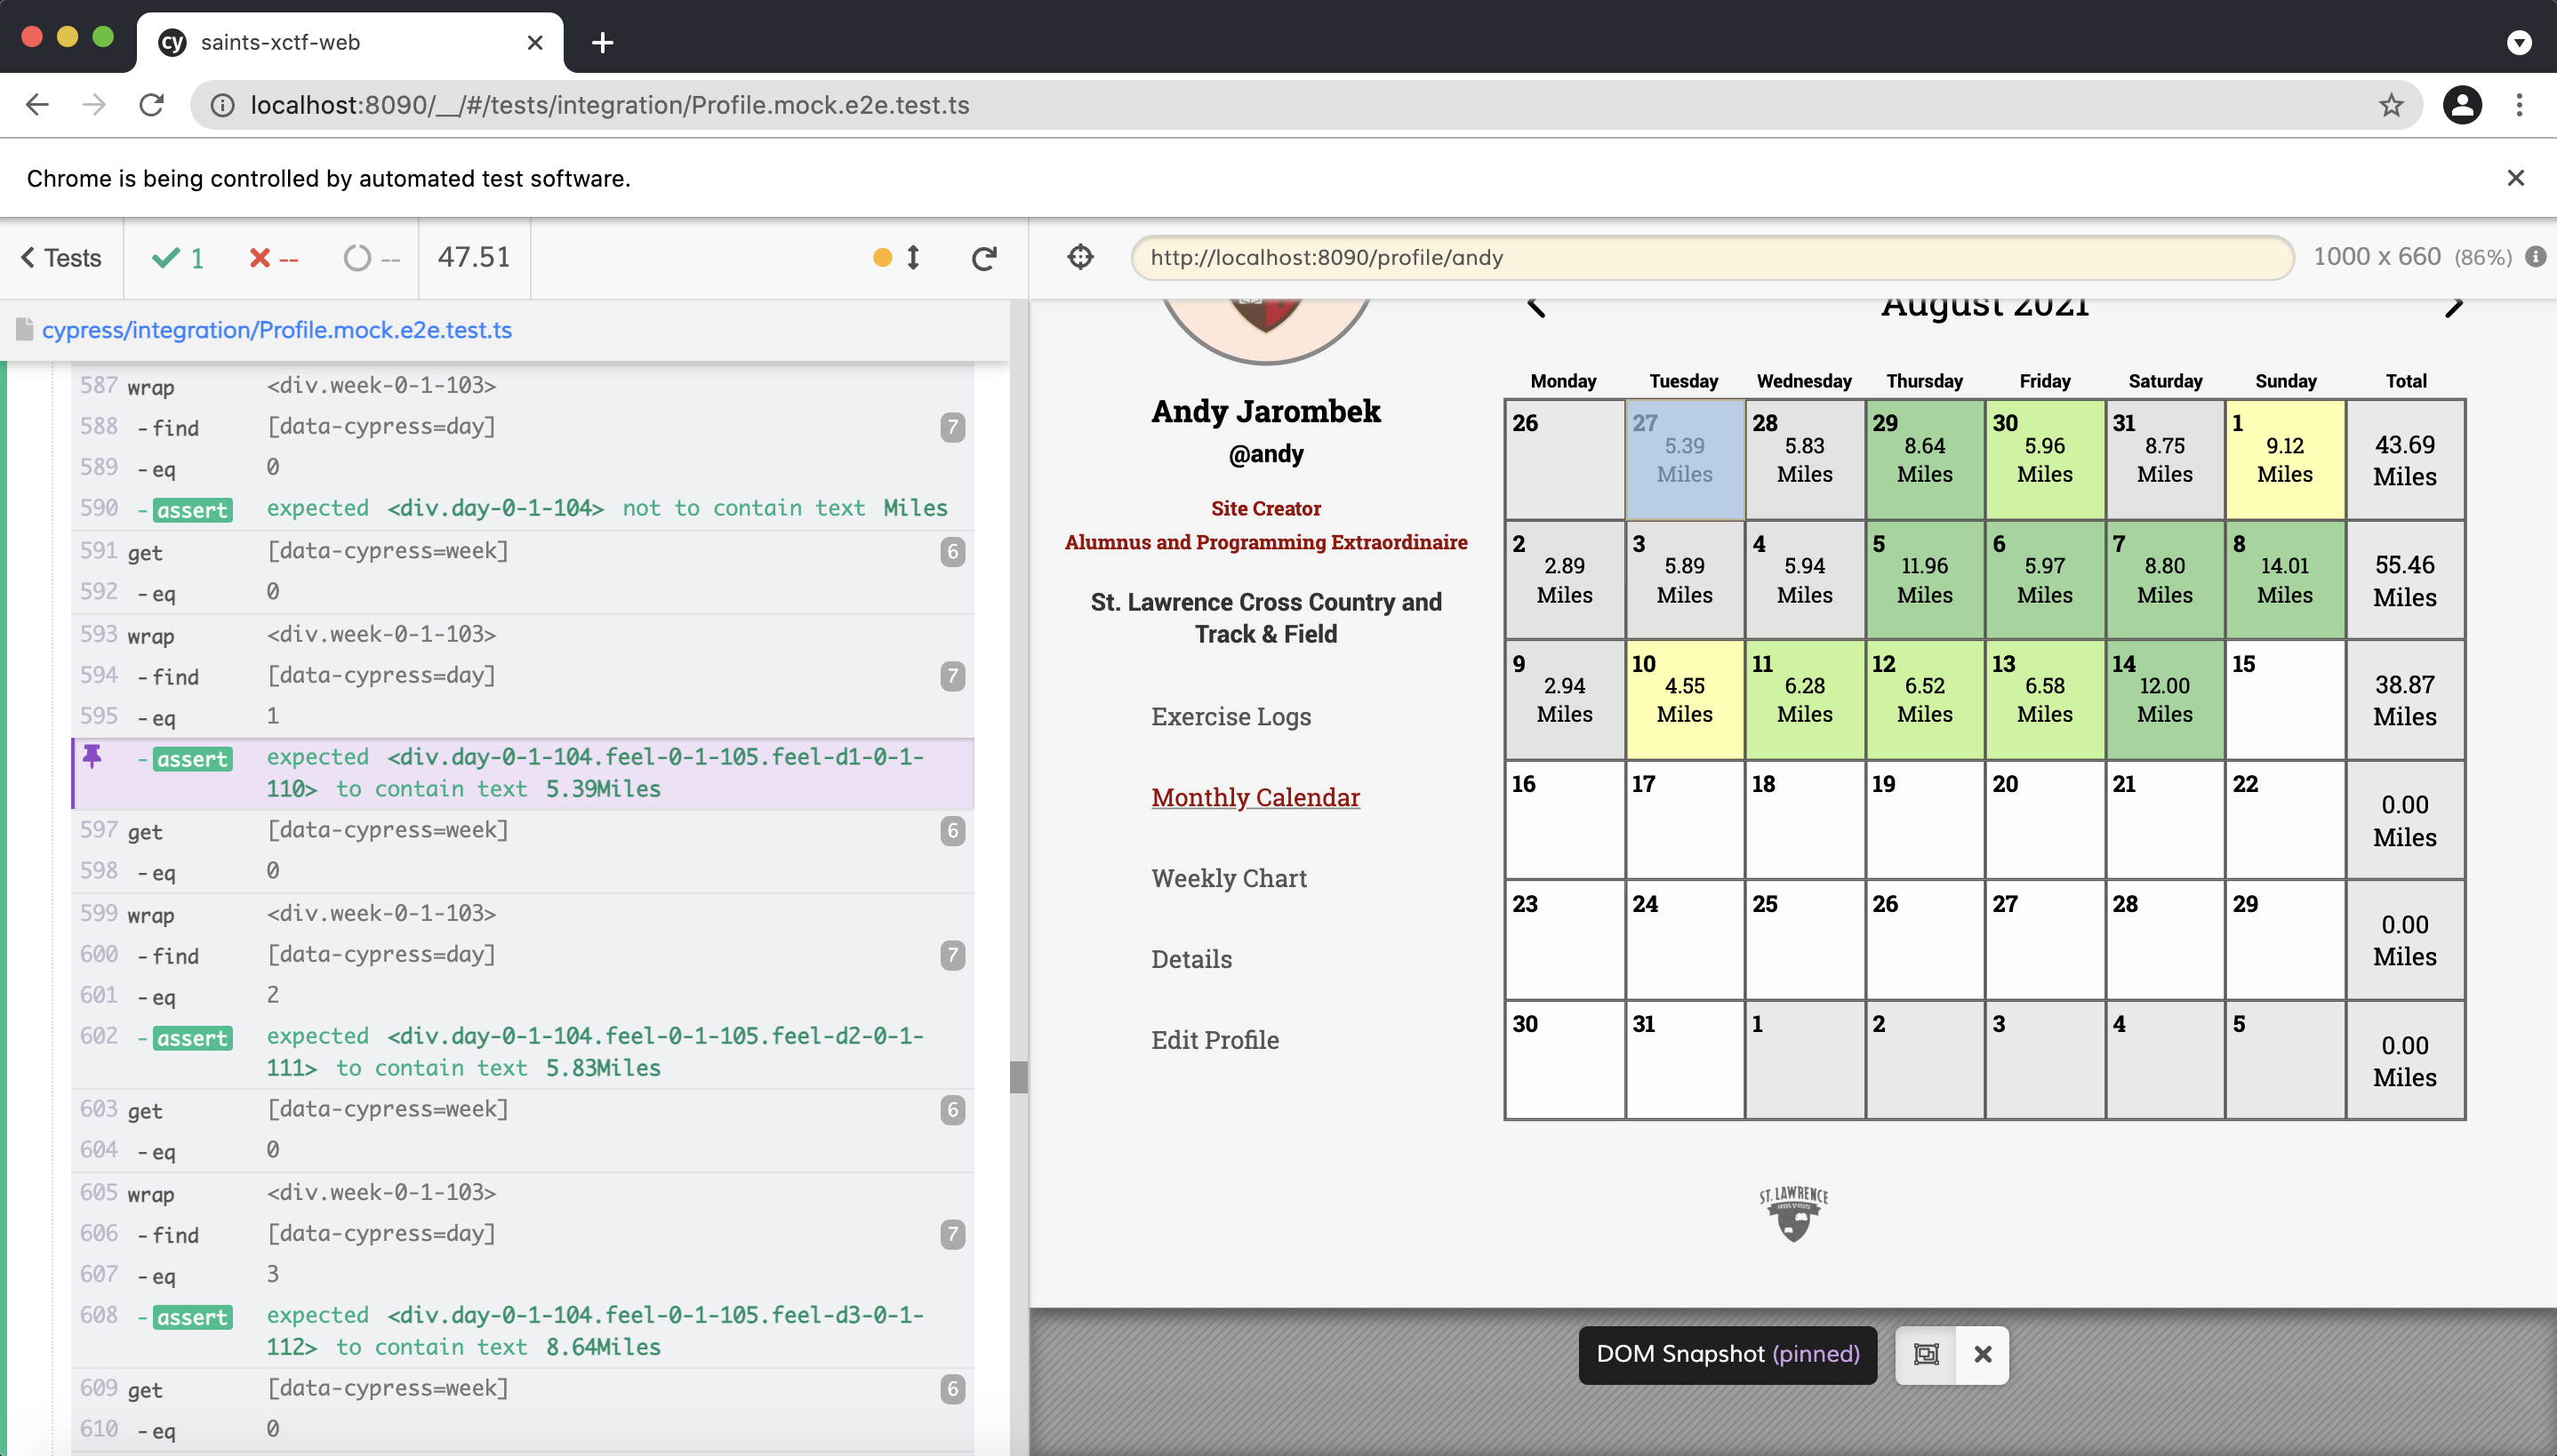 saints-xctf-web
localhost:8090/__/#/tests/integration/Profile.mock.e2e.test.ts
Chrome is being controlled by automated test software.
Tests
1
--
--
47.51
http://localhost:8090/profile/andy
1000 x 660 (86%)
cypress/integration/Profile.mock.e2e.test.ts
587 wrap <div.week-0-1-103>
588 -find [data-cypress=day] 7
589 -eq 0
590 -assert expected <div.day-0-1-104> not to contain text Miles
591 get [data-cypress=week] 6
592 -eq 0
593 wrap <div.week-0-1-103>
594 -find [data-cypress=day] 7
595 -eq 1
-assert expected <div.day-0-1-104.feel-0-1-105.feel-d1-0-1-
110> to contain text 5.39Miles
597 get [data-cypress=week] 6
598 -eq 0
599 wrap <div.week-0-1-103>
600 -find [data-cypress=day] 7
601 -eq 2
602 -assert expected <div.day-0-1-104.feel-0-1-105.feel-d2-0-1-
111> to contain text 5.83Miles
603 get [data-cypress=week] 6
604 -eq 0
605 wrap <div.week-0-1-103>
606 -find [data-cypress=day] 7
607 -eq 3
608 -assert expected <div.day-0-1-104.feel-0-1-105.feel-d3-0-1-
112> to contain text 8.64Miles
609 get [data-cypress=week] 6
610 -eq 0
Andy Jarombek
@andy
Site Creator
Alumnus and Programming Extraordinaire
St. Lawrence Cross Country and
Track & Field
Exercise Logs
Monthly Calendar
Weekly Chart
Details
Edit Profile
August 2021
Monday Tuesday Wednesday Thursday Friday Saturday Sunday Total
26 27 28 29 30 31 1
5.39 5.83 8.64 5.96 8.75 9.12 43.69
Miles Miles Miles Miles Miles Miles Miles
2 3 4 5 6 7 8
2.89 5.89 5.94 11.96 5.97 8.80 14.01 55.46
Miles Miles Miles Miles Miles Miles Miles Miles
9 10 11 12 13 14 15
2.94 4.55 6.28 6.52 6.58 12.00 38.87
Miles Miles Miles Miles Miles Miles Miles
16 17 18 19 20 21 22
0.00
Miles
23 24 25 26 27 28 29
0.00
Miles
30 31 1 2 3 4 5
0.00
Miles
ST. LAWRENCE
DOM Snapshot (pinned)